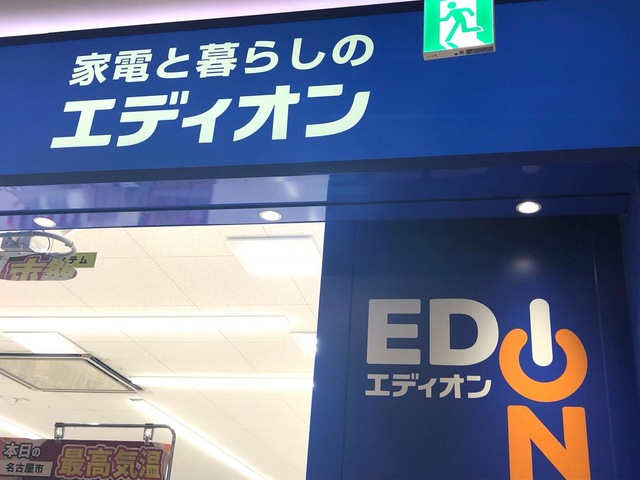 家電と暮らしの
エディオン
EDION
エディオン
本日の
名古屋市
最高気温